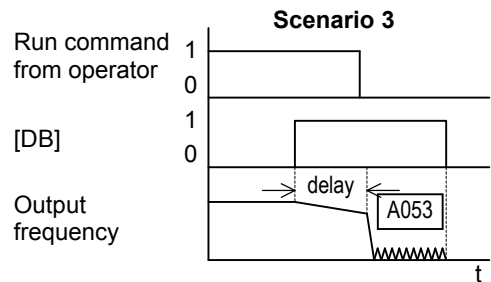 Scenario 3
Run command
from operator
1
0
[DB]
1
0
Output
frequency
delay
A053
t